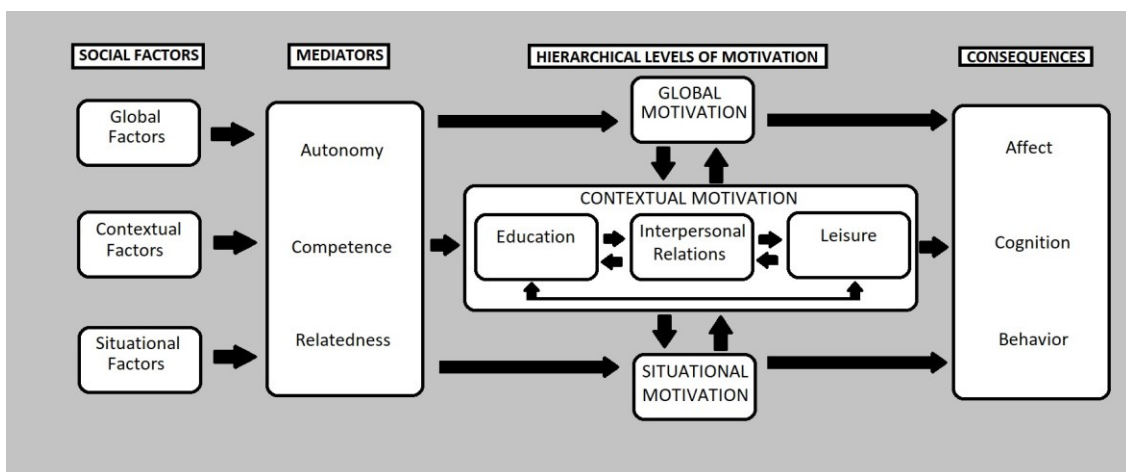 SOCIAL FACTORS
MEDIATORS
HIERARCHICAL LEVELS OF MOTIVATION
CONSEQUENCES
Global
Factors
Contextual
Factors
Situational
Factors
Autonomy
Competence
Relatedness
GLOBAL
MOTIVATION
CONTEXTUAL MOTIVATION
Education
Interpersonal
Relations
Leisure
SITUATIONAL
MOTIVATION
Affect
Cognition
Behavior